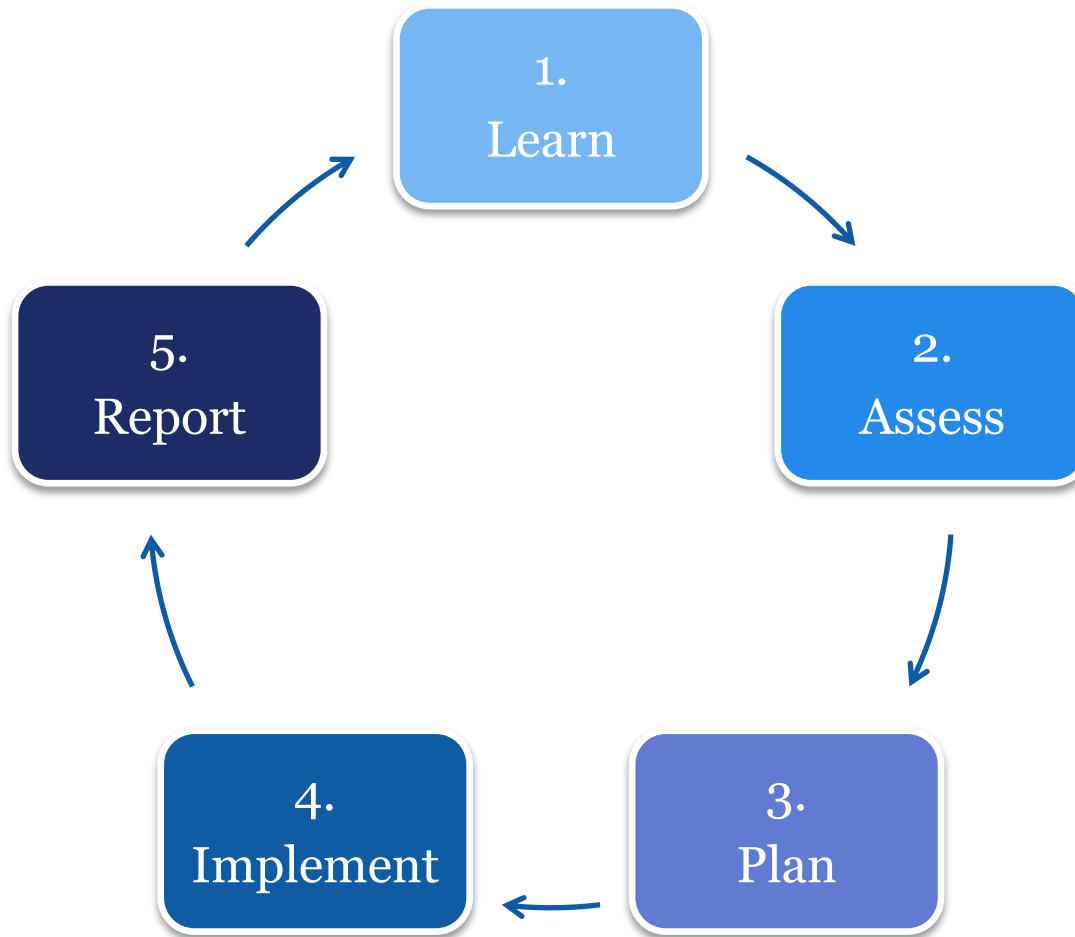 1.
Learn
2.
Assess
3.
Plan
4.
Implement
5.
Report